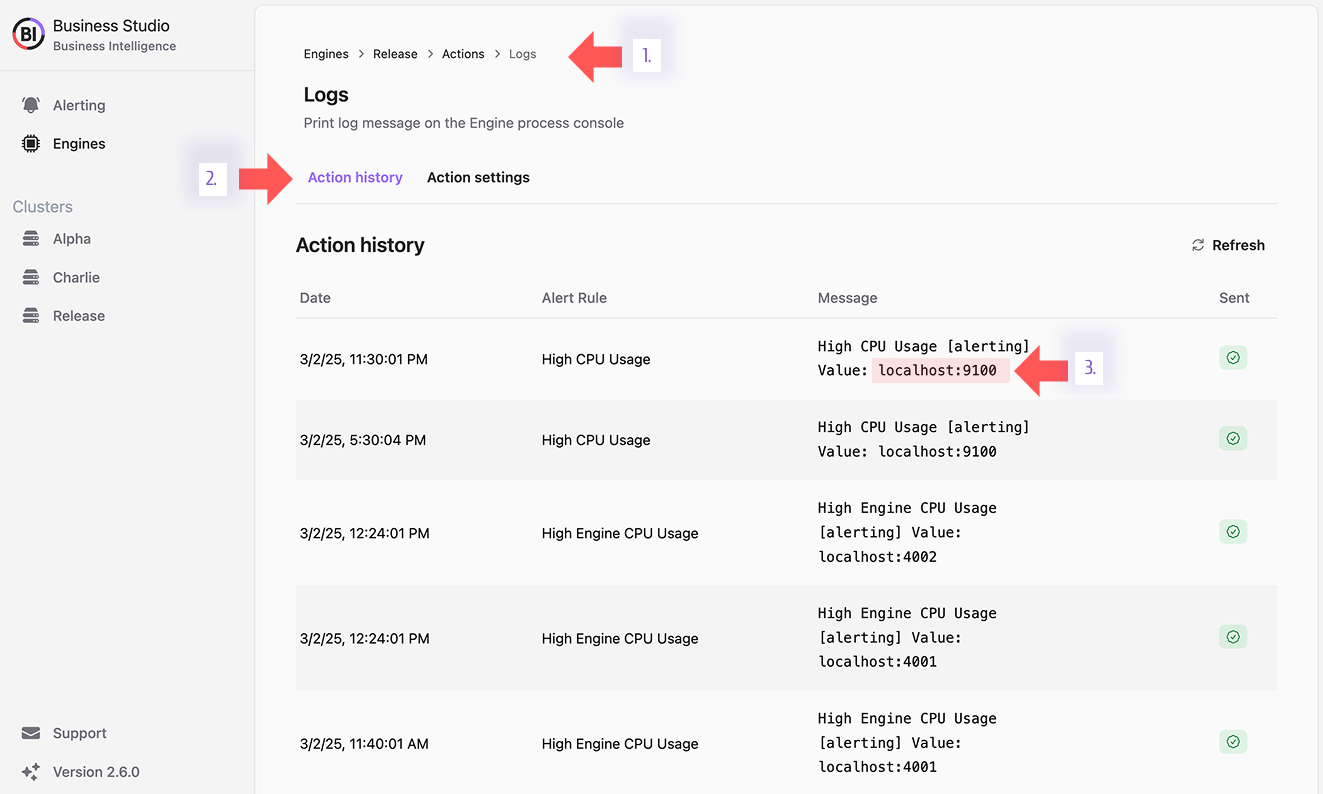 BI
Business Studio
Business Intelligence
Alerting
Engines
Clusters
Alpha
Charlie
Release
Support
Version 2.6.0
Engines > Release > Actions > Logs
1.
Logs
Print log message on the Engine process console
2.
Action history Action settings
Action history
Refresh
Date Alert Rule Message Sent
3/2/25, 11:30:01 PM High CPU Usage High CPU Usage [alerting]
Value: localhost:9100
3.
3/2/25, 5:30:04 PM High CPU Usage High CPU Usage [alerting]
Value: localhost:9100
3/2/25, 12:24:01 PM High Engine CPU Usage High Engine CPU Usage
[alerting] Value:
localhost:4002
3/2/25, 12:24:01 PM High Engine CPU Usage High Engine CPU Usage
[alerting] Value:
localhost:4001
3/2/25, 11:40:01 AM High Engine CPU Usage High Engine CPU Usage
[alerting] Value:
localhost:4001